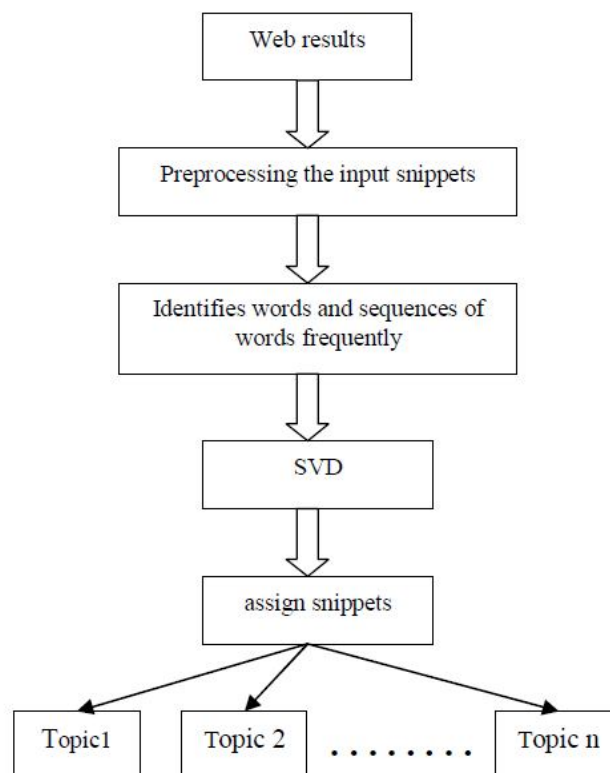 Web results
Preprocessing the input snippets
Identifies words and sequences of
words frequently
SVD
assign snippets
Topic1
Topic 2
. . . . . . . .
Topic n